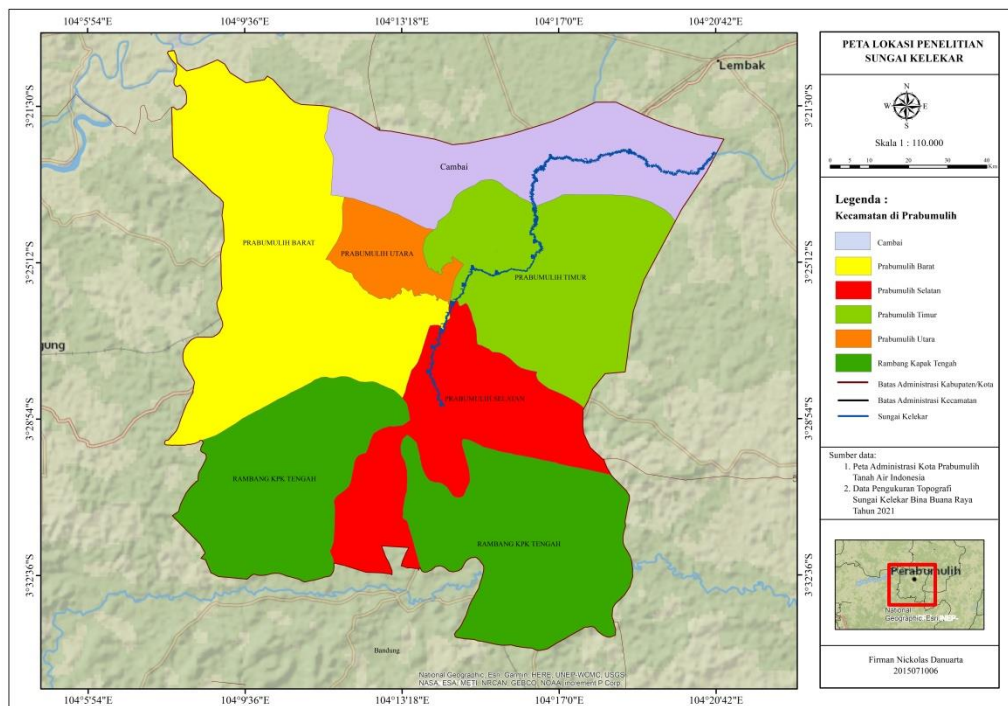 104°5'54"E
104°9'36"E
104°13'18"E
104°17'0"E
104°20'42"E
3°21'30"S
3°25'12"S
3°28'54"S
3°32'36"S
Lembak
Cambai
PRABUMULIH BARAT
PRABUMULIH UTARA
PRABUMULIH TIMUR
gung
PRABUMULIH SELATAN
RAMBANG KPK TENGAH
RAMBANG KPK TENGAH
Bandung
National Geographic, Esri, Garmin, HERE, UNEP-WCMC, USGS,
NASA, ESA, METI, NRCAN, GEBCO, NOAA, increment P Corp.
3°21'30"S
3°25'12"S
3°28'54"S
3°32'36"S
104°5'54"E
104°9'36"E
104°13'18"E
104°17'0"E
104°20'42"E
PETA LOKASI PENELITIAN
SUNGAI KELEKAR
N
W E
S
Skala 1 : 110.000
0 5 10 20 30 40
Km
Legenda :
Kecamatan di Prabumulih
Cambai
Prabumulih Barat
Prabumulih Selatan
Prabumulih Timur
Prabumulih Utara
Rambang Kapak Tengah
Batas Administrasi Kabupaten/Kota
Batas Administrasi Kecamatan
Sungai Kelekar
Sumber data:
1. Peta Administrasi Kota Prabumulih
Tanah Air Indonesia
2. Data Pengukuran Topografi
Sungai Kelekar Bina Buana Raya
Tahun 2021
Perabumulih
National
Geographic, Esri, UNEP-
Firman Nickolas Danuarta
2015071006